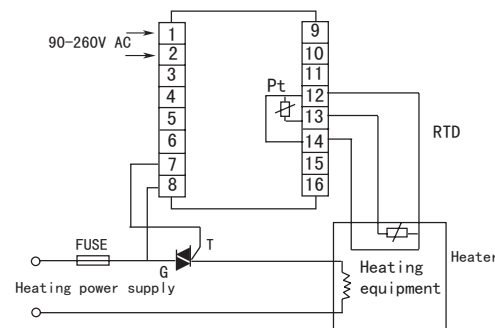 90-260V AC
1
2
3
4
5
6
7
8
9
10
11
12
13
14
15
16
Pt
RTD
FUSE
G
T
Heating power supply
Heating
equipment
Heater